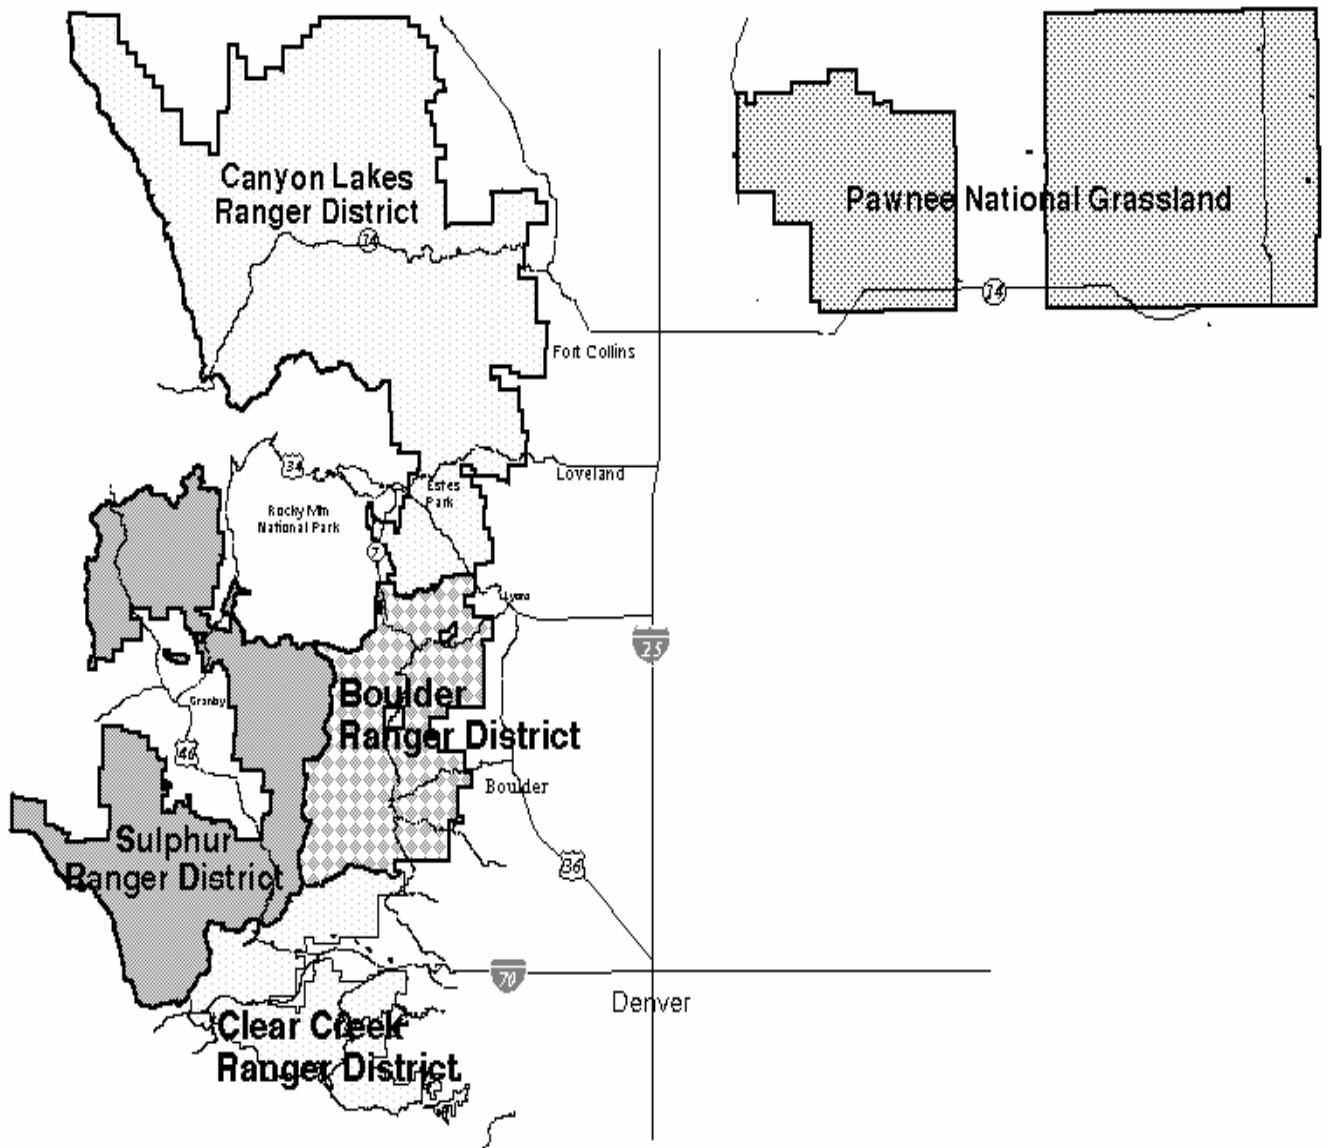 Canyon Lakes
Ranger District
14
Pawnee National Grassland
14
Fort Collins
Loveland
34
Estes
Park
Rocky Mtn
National Park
7
Lyons
25
Boulder
Ranger District
Granby
40
Boulder
Sulphur
Ranger District
36
70
Denver
Clear Creek
Ranger District